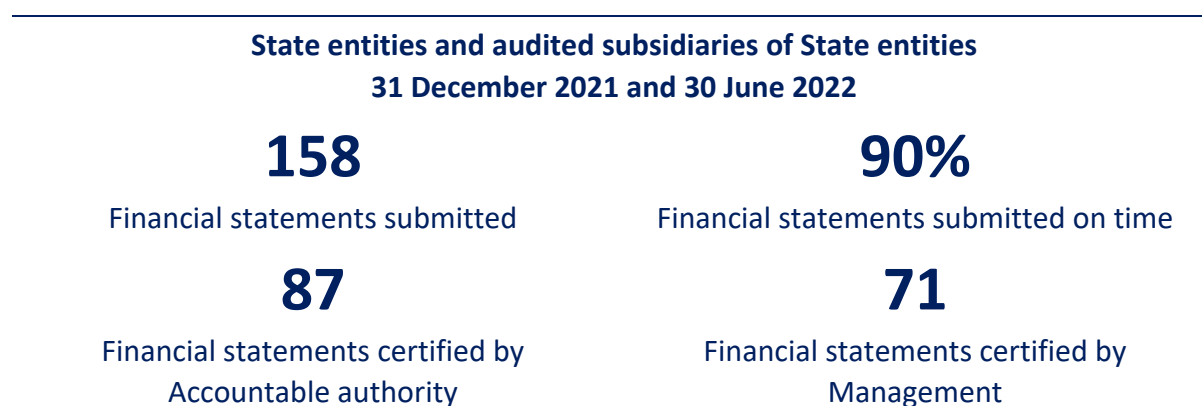 State entities and audited subsidiaries of State entities
31 December 2021 and 30 June 2022
158
Financial statements submitted
90%
Financial statements submitted on time
87
Financial statements certified by
Accountable authority
71
Financial statements certified by
Management